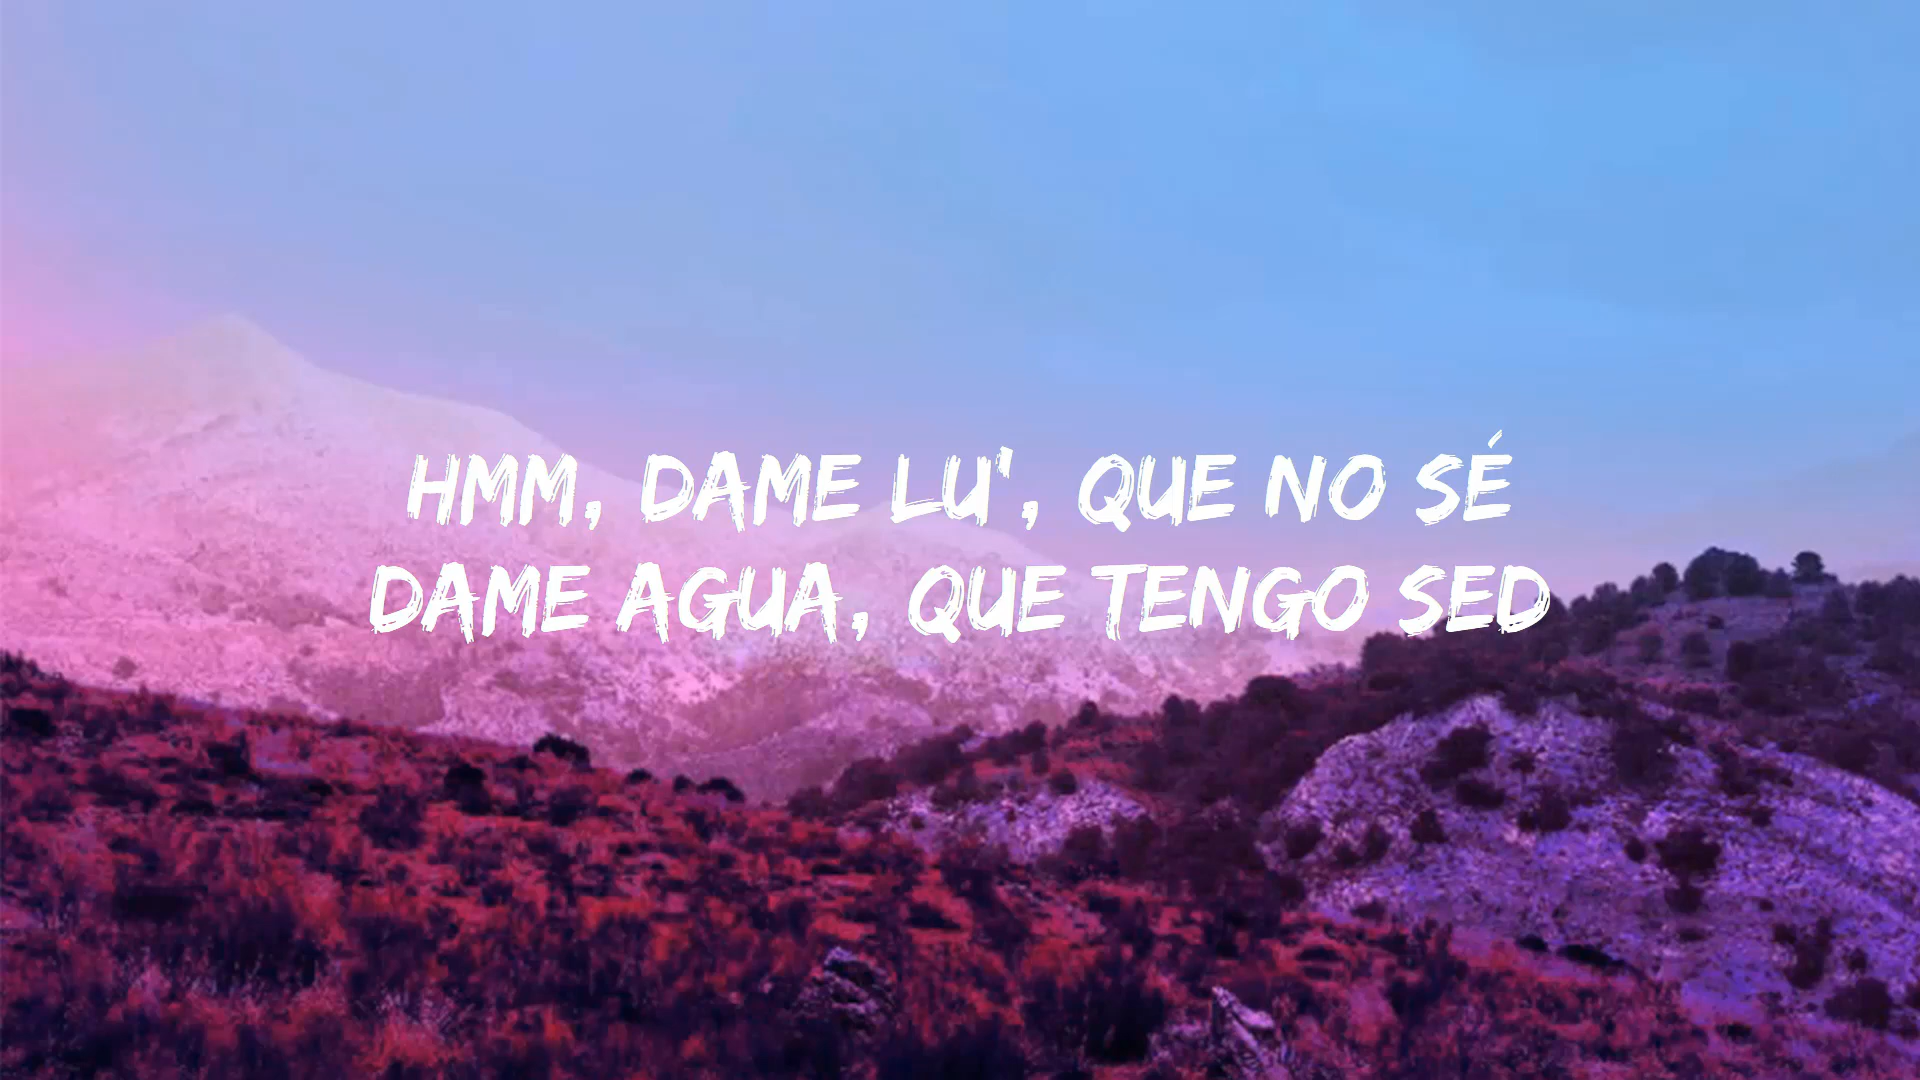 HMM, DAME LU', QUE NO SÉ
DAME AGUA, QUE TENGO SED